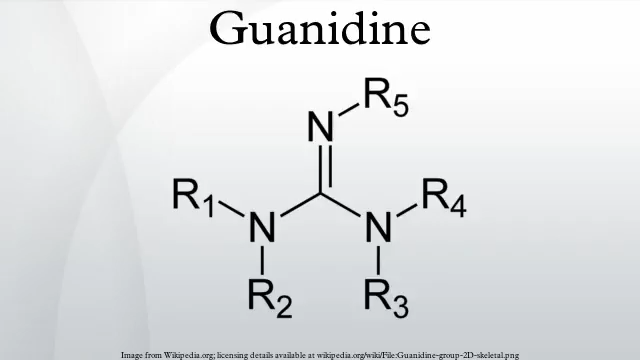 Guanidine
N R5
R1 N N R4
R2 R3
Image from Wikipedia.org; licensing details available at wikipedia.org/wiki/File:Guanidine-group-2D-skeletal.png